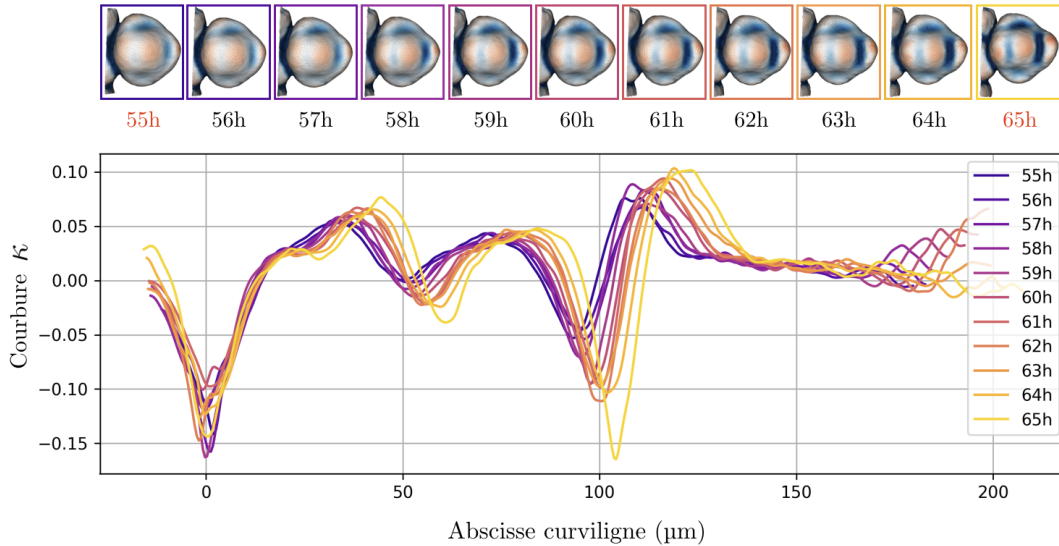 55h 56h 57h 58h 59h 60h 61h 62h 63h 64h 65h
0.10
0.05
0.00
−0.05
−0.10
−0.15
Courbure κ
55h
56h
57h
58h
59h
60h
61h
62h
63h
64h
65h
0 50 100 150 200
Abscisse curviligne (µm)